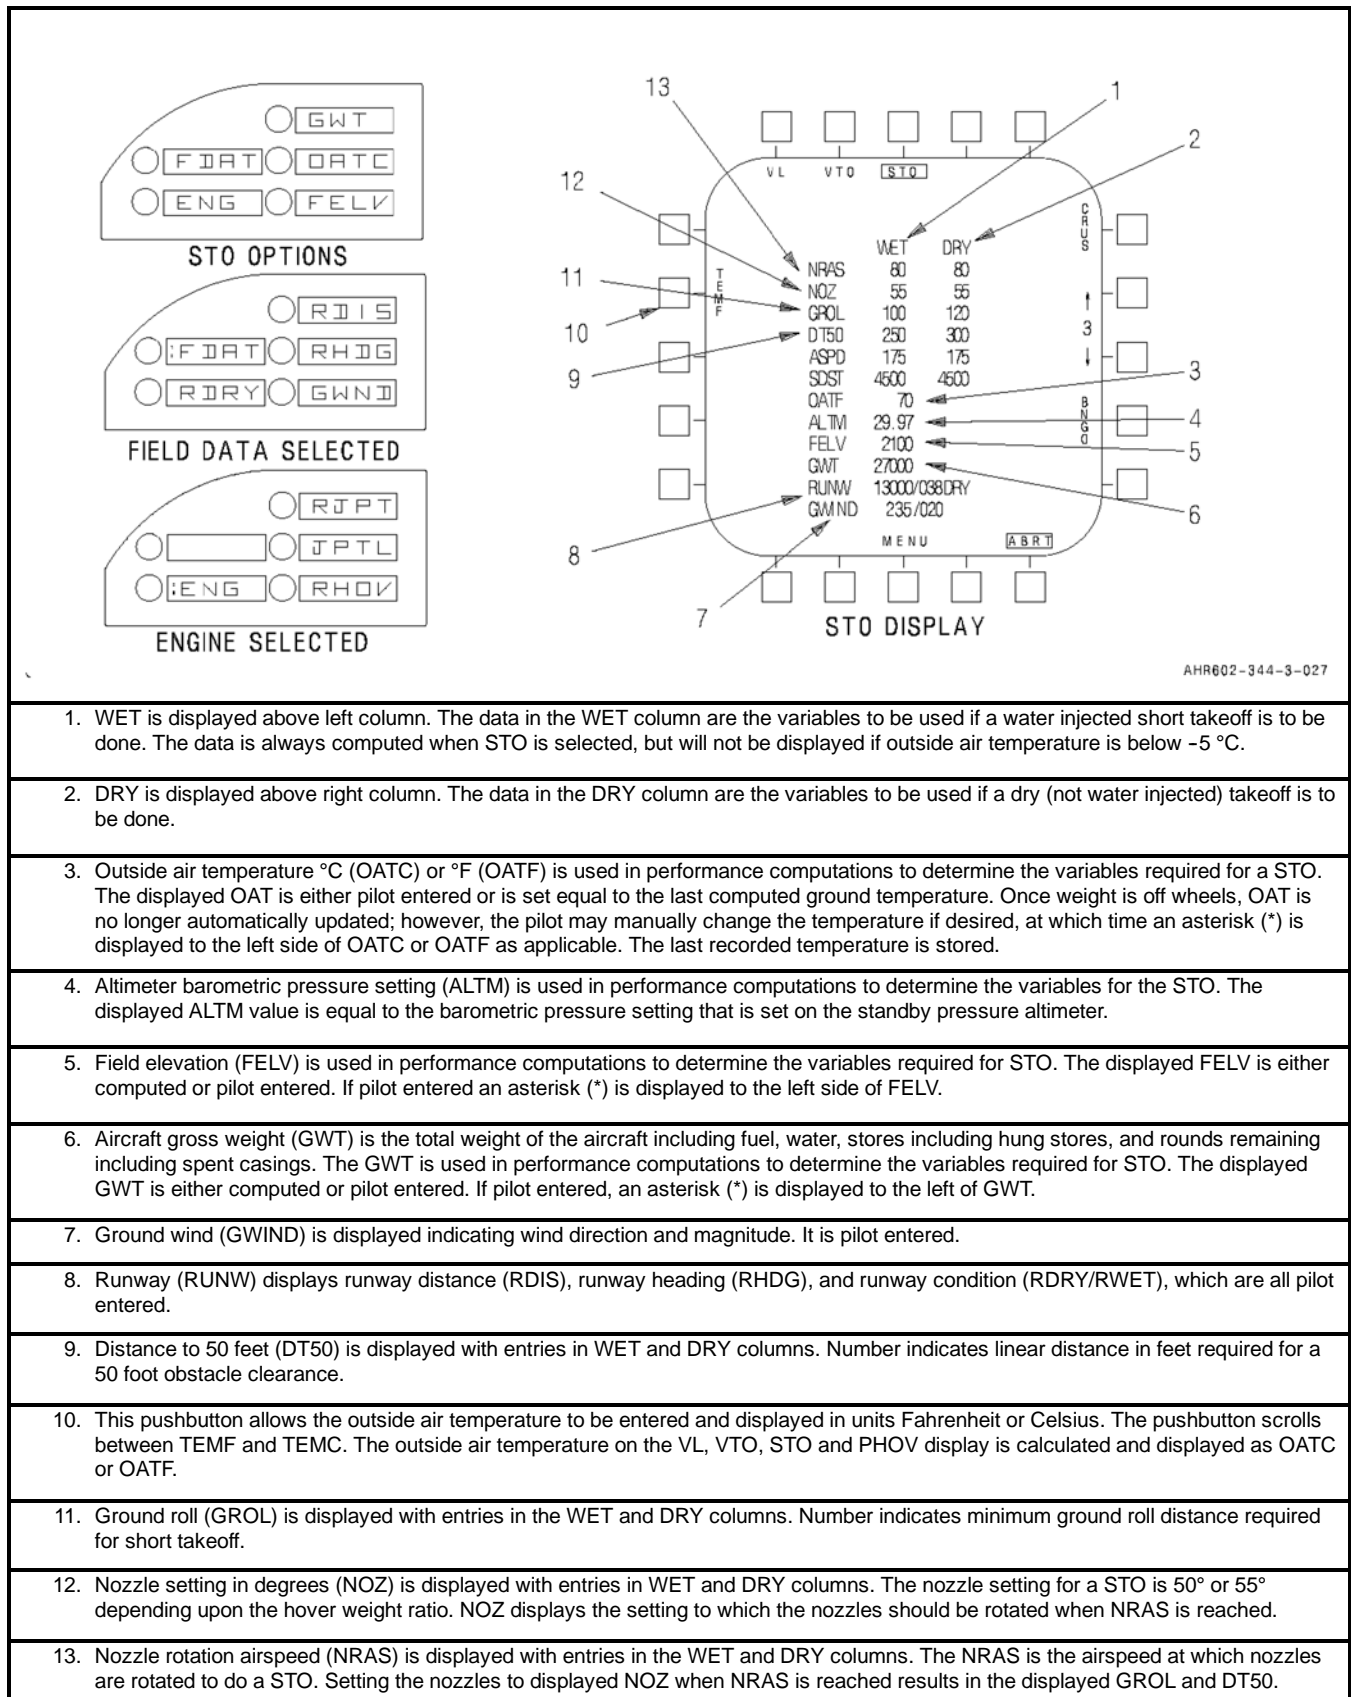 GWT
FDAT OATC
ENG FELV
STO OPTIONS
RDIS
:FDAT RHDG
RDRY GWND
FIELD DATA SELECTED
RJPT
JPTL
:ENG RHOV
ENGINE SELECTED
13
1
2
12
11
10
9
3
4
5
6
8
7
VL VTO STO
CRUS
TEMF
3
BNGO
WET DRY
NRAS 80 80
NOZ 55 55
GROL 100 120
DT50 250 300
ASPD 175 175
SDST 4500 4500
OATF 70
ALTM 29.97
FELV 2100
GWT 27000
RUNW 13000/038DRY
GWIND 235/020
MENU ABRT
STO DISPLAY
AHR602-344-3-027
1. WET is displayed above left column. The data in the WET column are the variables to be used if a water injected short takeoff is to be
done. The data is always computed when STO is selected, but will not be displayed if outside air temperature is below -5 °C.
2. DRY is displayed above right column. The data in the DRY column are the variables to be used if a dry (not water injected) takeoff is to
be done.
3. Outside air temperature °C (OATC) or °F (OATF) is used in performance computations to determine the variables required for a STO.
The displayed OAT is either pilot entered or is set equal to the last computed ground temperature. Once weight is off wheels, OAT is
no longer automatically updated; however, the pilot may manually change the temperature if desired, at which time an asterisk (*) is
displayed to the left side of OATC or OATF as applicable. The last recorded temperature is stored.
4. Altimeter barometric pressure setting (ALTM) is used in performance computations to determine the variables for the STO. The
displayed ALTM value is equal to the barometric pressure setting that is set on the standby pressure altimeter.
5. Field elevation (FELV) is used in performance computations to determine the variables required for STO. The displayed FELV is either
computed or pilot entered. If pilot entered an asterisk (*) is displayed to the left side of FELV.
6. Aircraft gross weight (GWT) is the total weight of the aircraft including fuel, water, stores including hung stores, and rounds remaining
including spent casings. The GWT is used in performance computations to determine the variables required for STO. The displayed
GWT is either computed or pilot entered. If pilot entered, an asterisk (*) is displayed to the left of GWT.
7. Ground wind (GWIND) is displayed indicating wind direction and magnitude. It is pilot entered.
8. Runway (RUNW) displays runway distance (RDIS), runway heading (RHDG), and runway condition (RDRY/RWET), which are all pilot
entered.
9. Distance to 50 feet (DT50) is displayed with entries in WET and DRY columns. Number indicates linear distance in feet required for a
50 foot obstacle clearance.
10. This pushbutton allows the outside air temperature to be entered and displayed in units Fahrenheit or Celsius. The pushbutton scrolls
between TEMF and TEMC. The outside air temperature on the VL, VTO, STO and PHOV display is calculated and displayed as OATC
or OATF.
11. Ground roll (GROL) is displayed with entries in the WET and DRY columns. Number indicates minimum ground roll distance required
for short takeoff.
12. Nozzle setting in degrees (NOZ) is displayed with entries in WET and DRY columns. The nozzle setting for a STO is 50° or 55°
depending upon the hover weight ratio. NOZ displays the setting to which the nozzles should be rotated when NRAS is reached.
13. Nozzle rotation airspeed (NRAS) is displayed with entries in the WET and DRY columns. The NRAS is the airspeed at which nozzles
are rotated to do a STO. Setting the nozzles to displayed NOZ when NRAS is reached results in the displayed GROL and DT50.